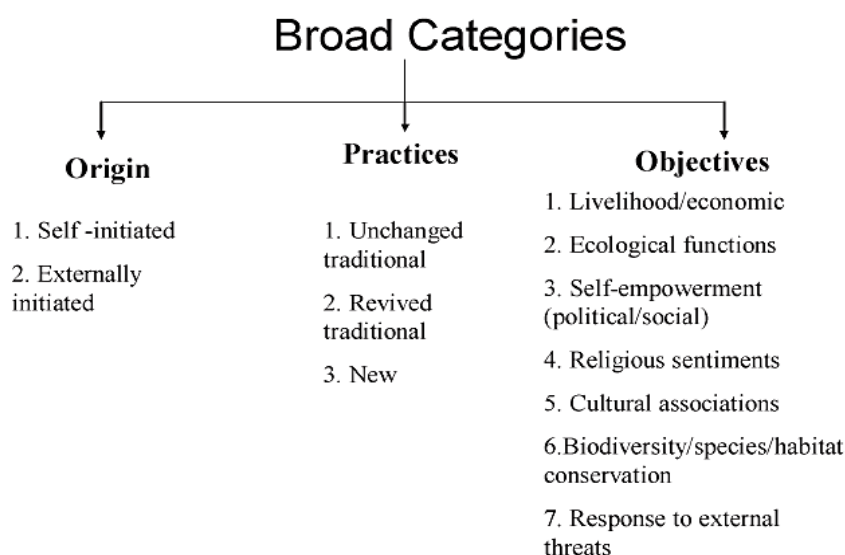 Broad Categories
Origin
1. Self -initiated
2. Externally
initiated
Practices
1. Unchanged
traditional
2. Revived
traditional
3. New
Objectives
1. Livelihood/economic
2. Ecological functions
3. Self-empowerment
(political/social)
4. Religious sentiments
5. Cultural associations
6.Biodiversity/species/habitat
conservation
7. Response to external
threats